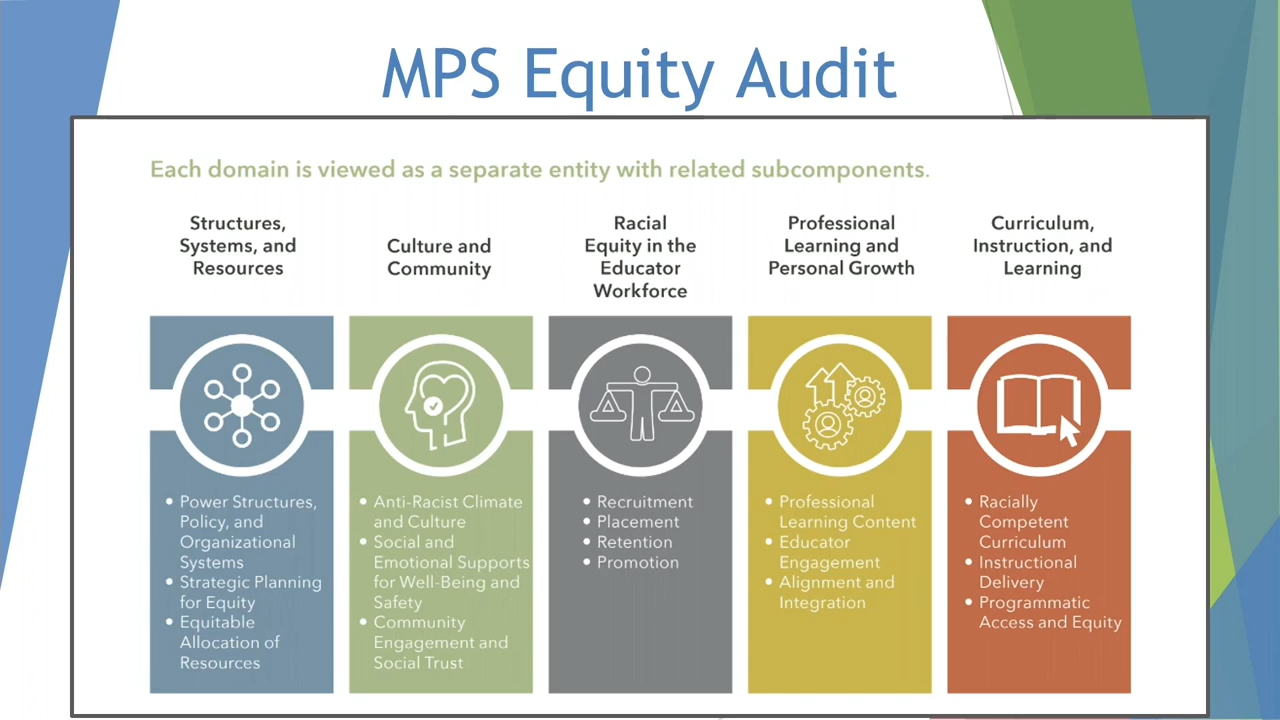 MPS Equity Audit
Each domain is viewed as a separate entity with related subcomponents.
Structures,
Systems, and
Resources
Culture and
Community
Racial
Equity in the
Educator
Workforce
Professional
Learning and
Personal Growth
Curriculum,
Instruction, and
Learning
• Power Structures,
Policy, and
Organizational
Systems
• Strategic Planning
for Equity
• Equitable
Allocation of
Resources
• Anti-Racist Climate
and Culture
• Social and
Emotional Supports
for Well-Being and
Safety
• Community
Engagement and
Social Trust
• Recruitment
• Placement
• Retention
• Promotion
• Professional
Learning Content
• Educator
Engagement
• Alignment and
Integration
• Racially
Competent
Curriculum
• Instructional
Delivery
• Programmatic
Access and Equity